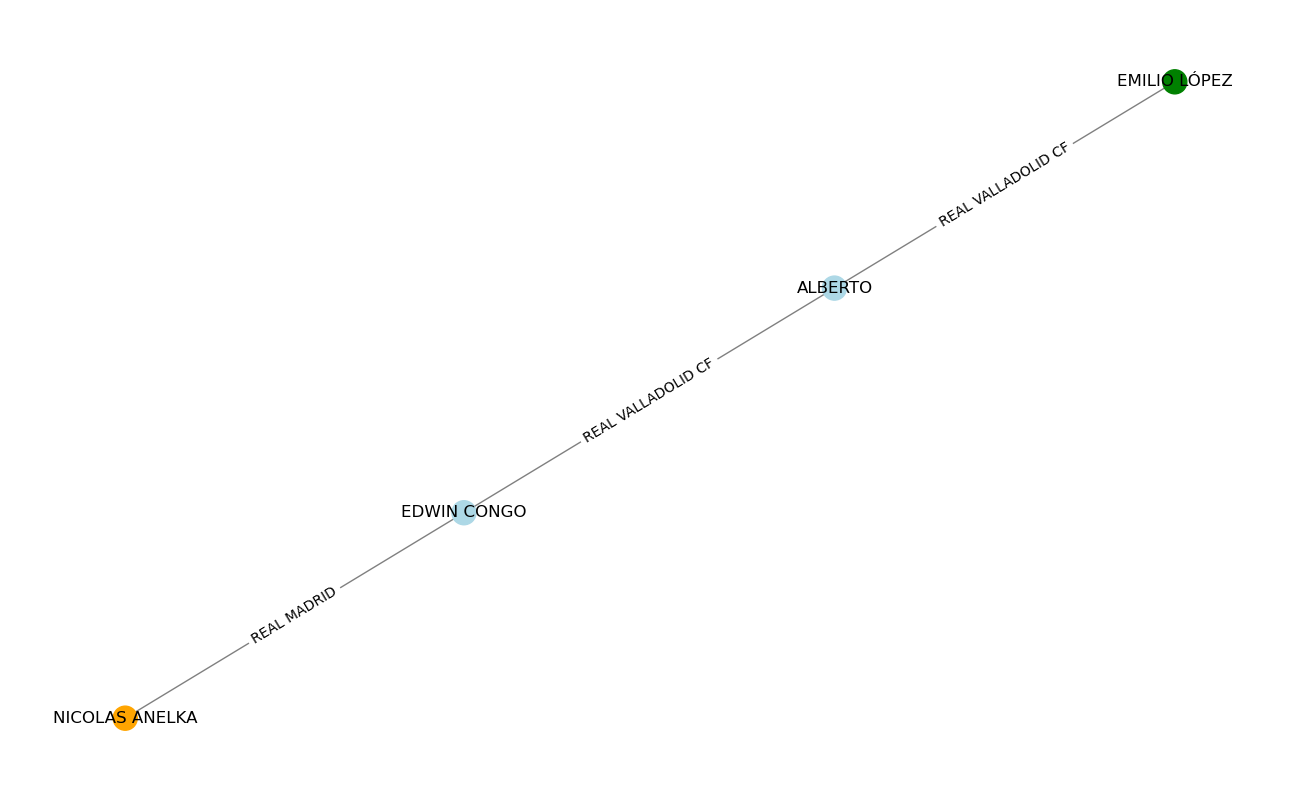 EMILIO LÓPEZ
REAL VALLADOLID CF
ALBERTO
REAL VALLADOLID CF
EDWIN CONGO
REAL MADRID
NICOLAS ANELKA